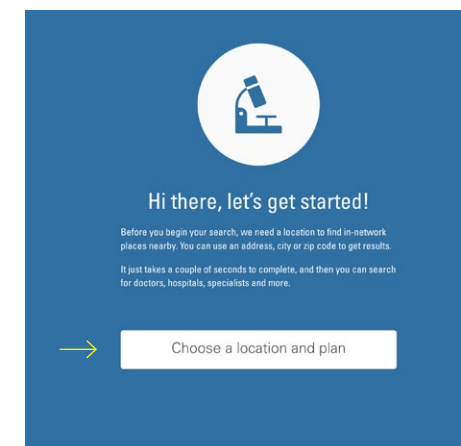 Hi there, let's get started!
Before you begin your search, we need a location to find in-network
places nearby. You can use an address, city or zip code to get results.
It just takes a couple of seconds to complete, and then you can search
for doctors, hospitals, specialists and more.
Choose a location and plan